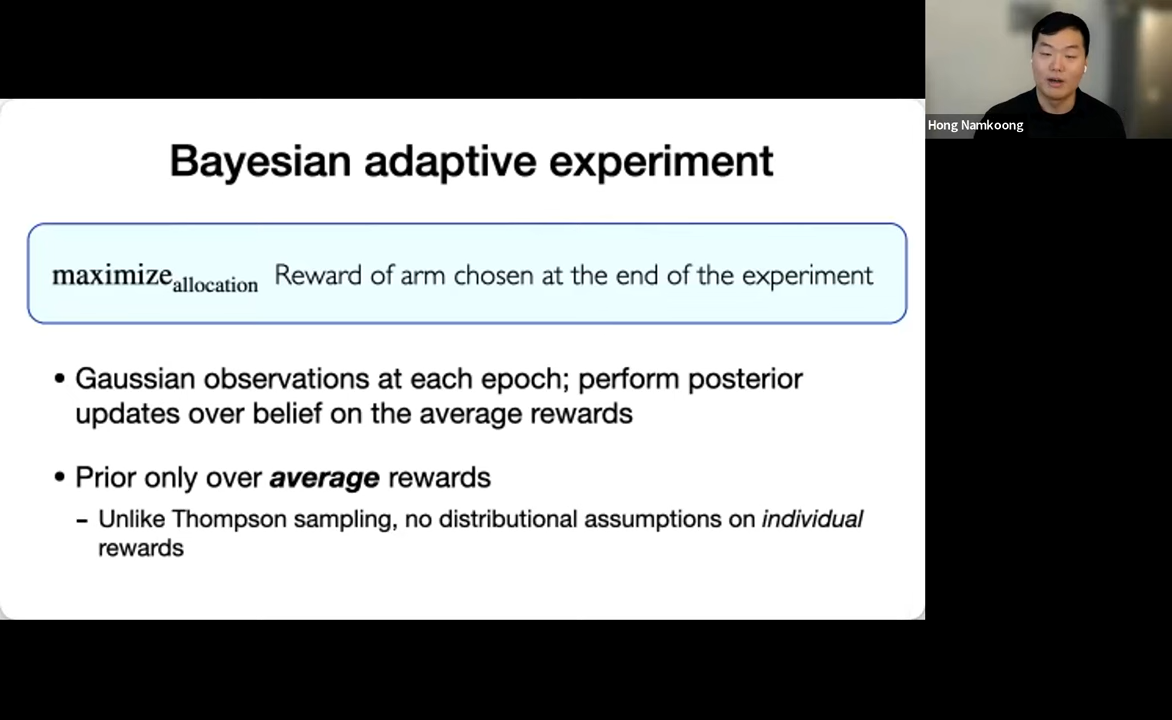 Bayesian adaptive experiment
maximize allocation Reward of arm chosen at the end of the experiment
• Gaussian observations at each epoch; perform posterior
updates over belief on the average rewards
• Prior only over average rewards
– Unlike Thompson sampling, no distributional assumptions on individual
rewards
Hong Namkoong